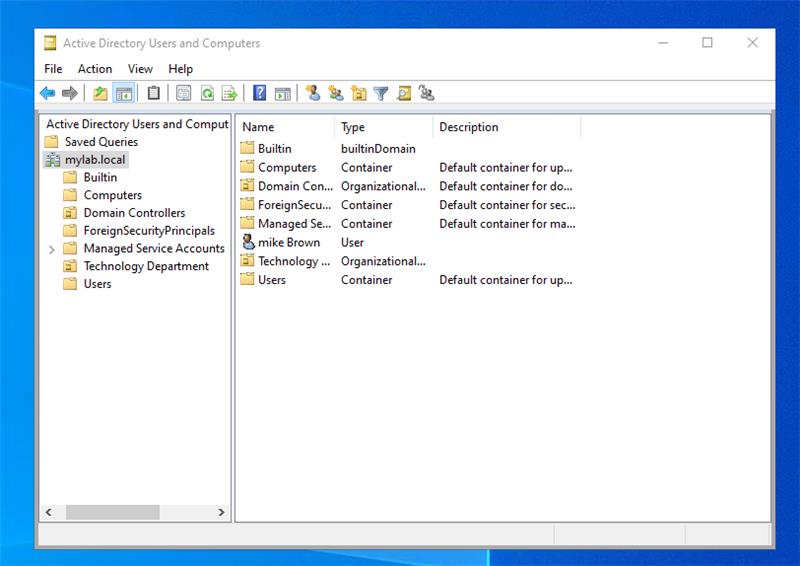 Active Directory Users and Computers
File Action View Help
Active Directory Users and Comput
Saved Queries
mylab.local
Builtin
Computers
Domain Controllers
ForeignSecurityPrincipals
Managed Service Accounts
Technology Department
Users
Name Type Description
Builtin builtinDomain
Computers Container Default container for up...
Domain Con... Organizational... Default container for do...
ForeignSecu... Container Default container for sec...
Managed Se... Container Default container for ma...
mike Brown User
Technology ... Organizational...
Users Container Default container for up...